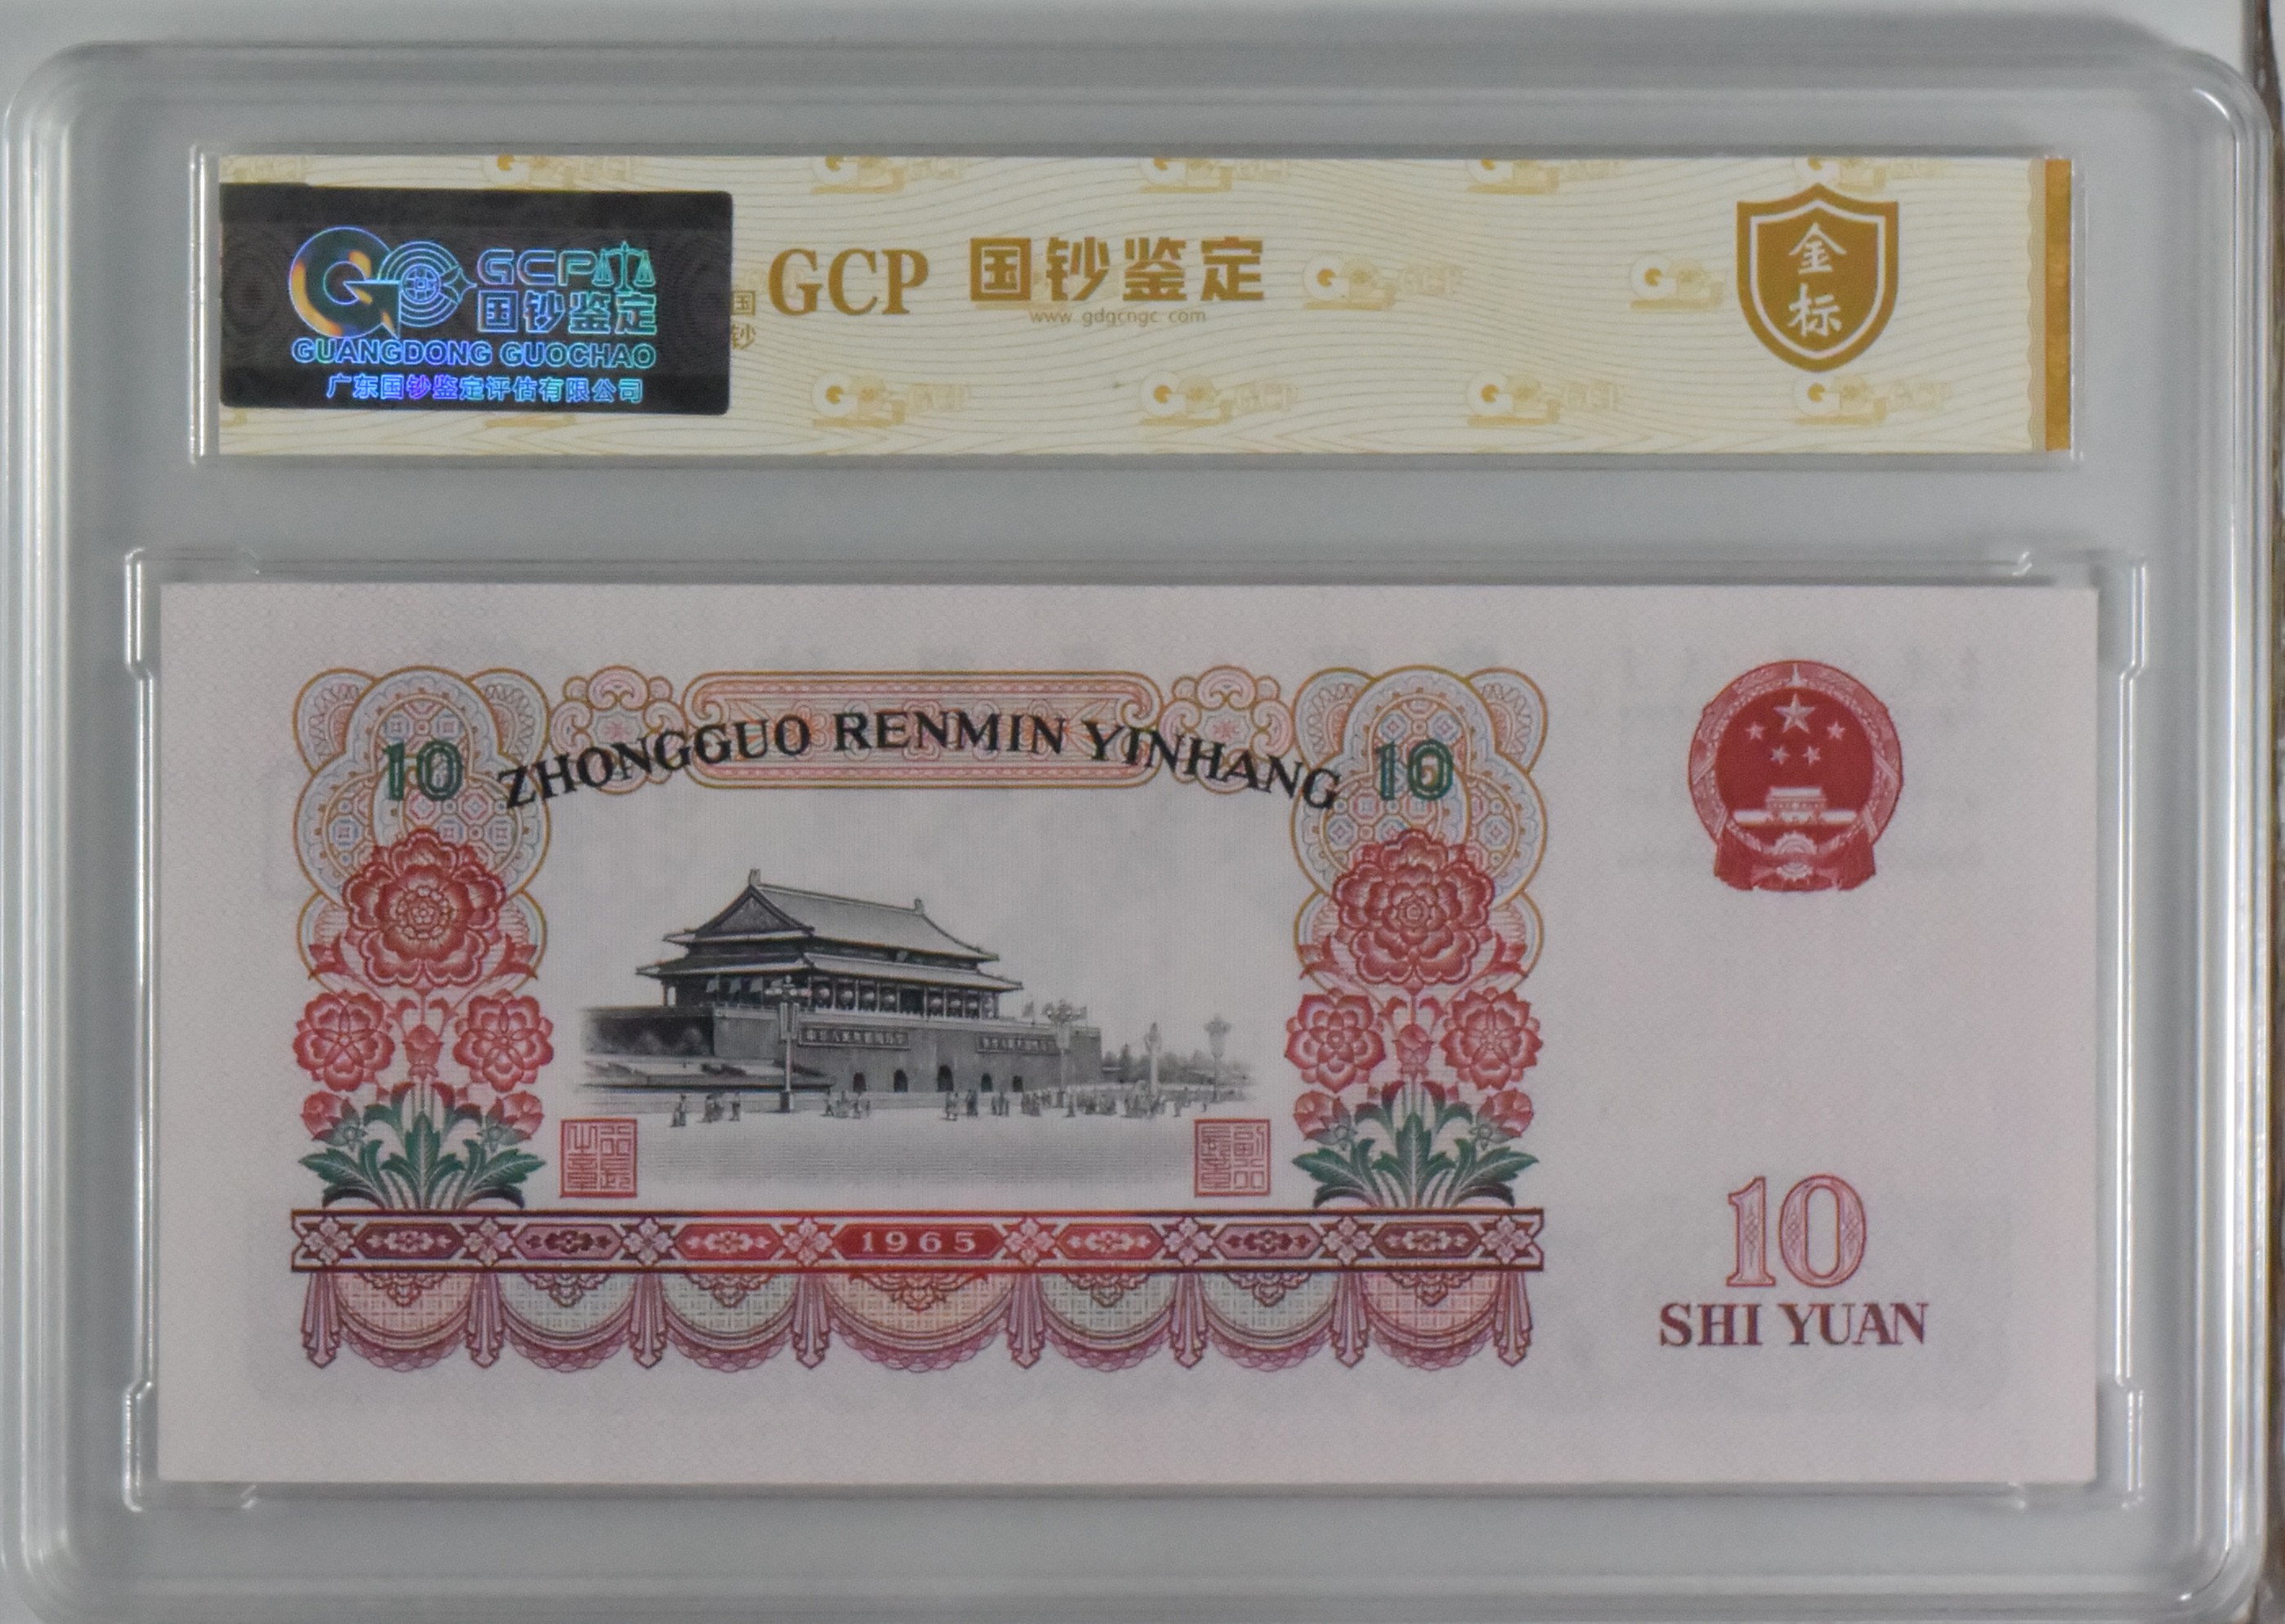 GCP
国钞鉴定
GUANGDONG GUOCHAO
广东国钞鉴定评估有限公司
国
钞
GCP 国钞鉴定
www.gdgcngc.com
金
标
ZHONGGUO RENMIN YINHANG
10
10
1965
10
SHI YUAN